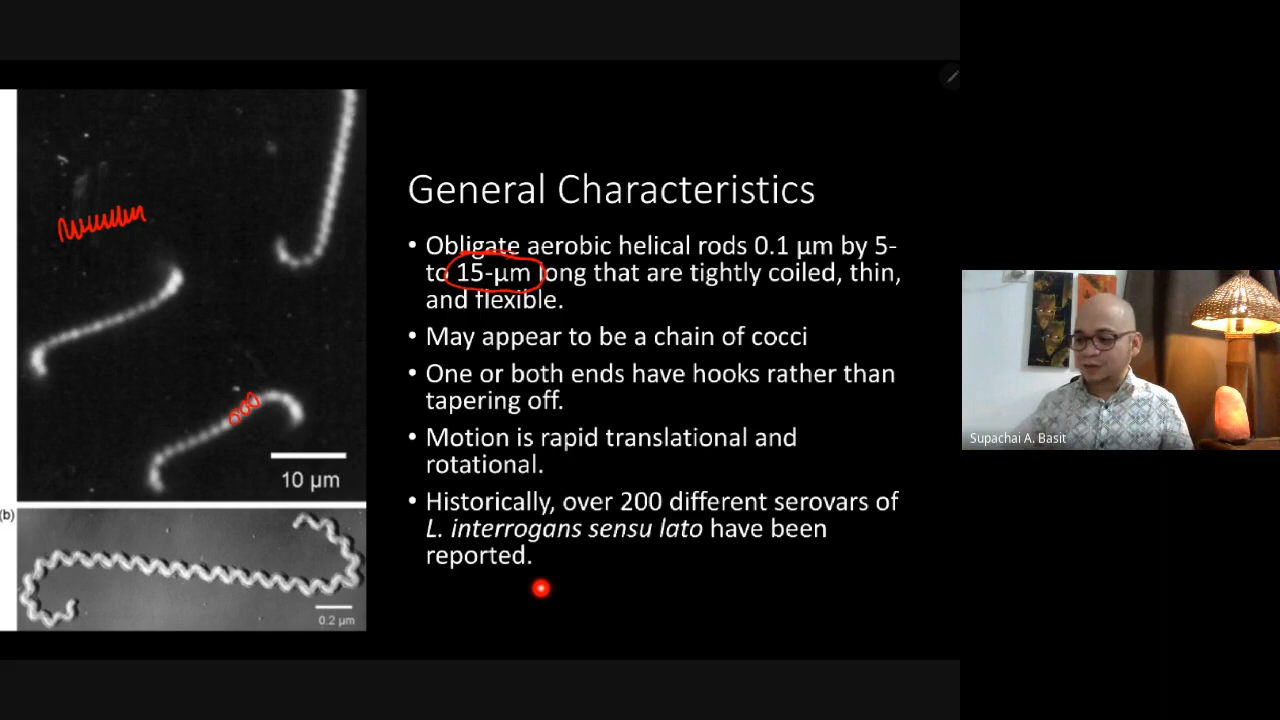 General Characteristics
• Obligate aerobic helical rods 0.1 µm by 5-
to 15-µm long that are tightly coiled, thin,
and flexible.
• May appear to be a chain of cocci
• One or both ends have hooks rather than
tapering off.
• Motion is rapid translational and
rotational.
• Historically, over 200 different serovars of
L. interrogans sensu lato have been
reported.
10 µm
(b)
0.2 µm
Supachai A. Basit